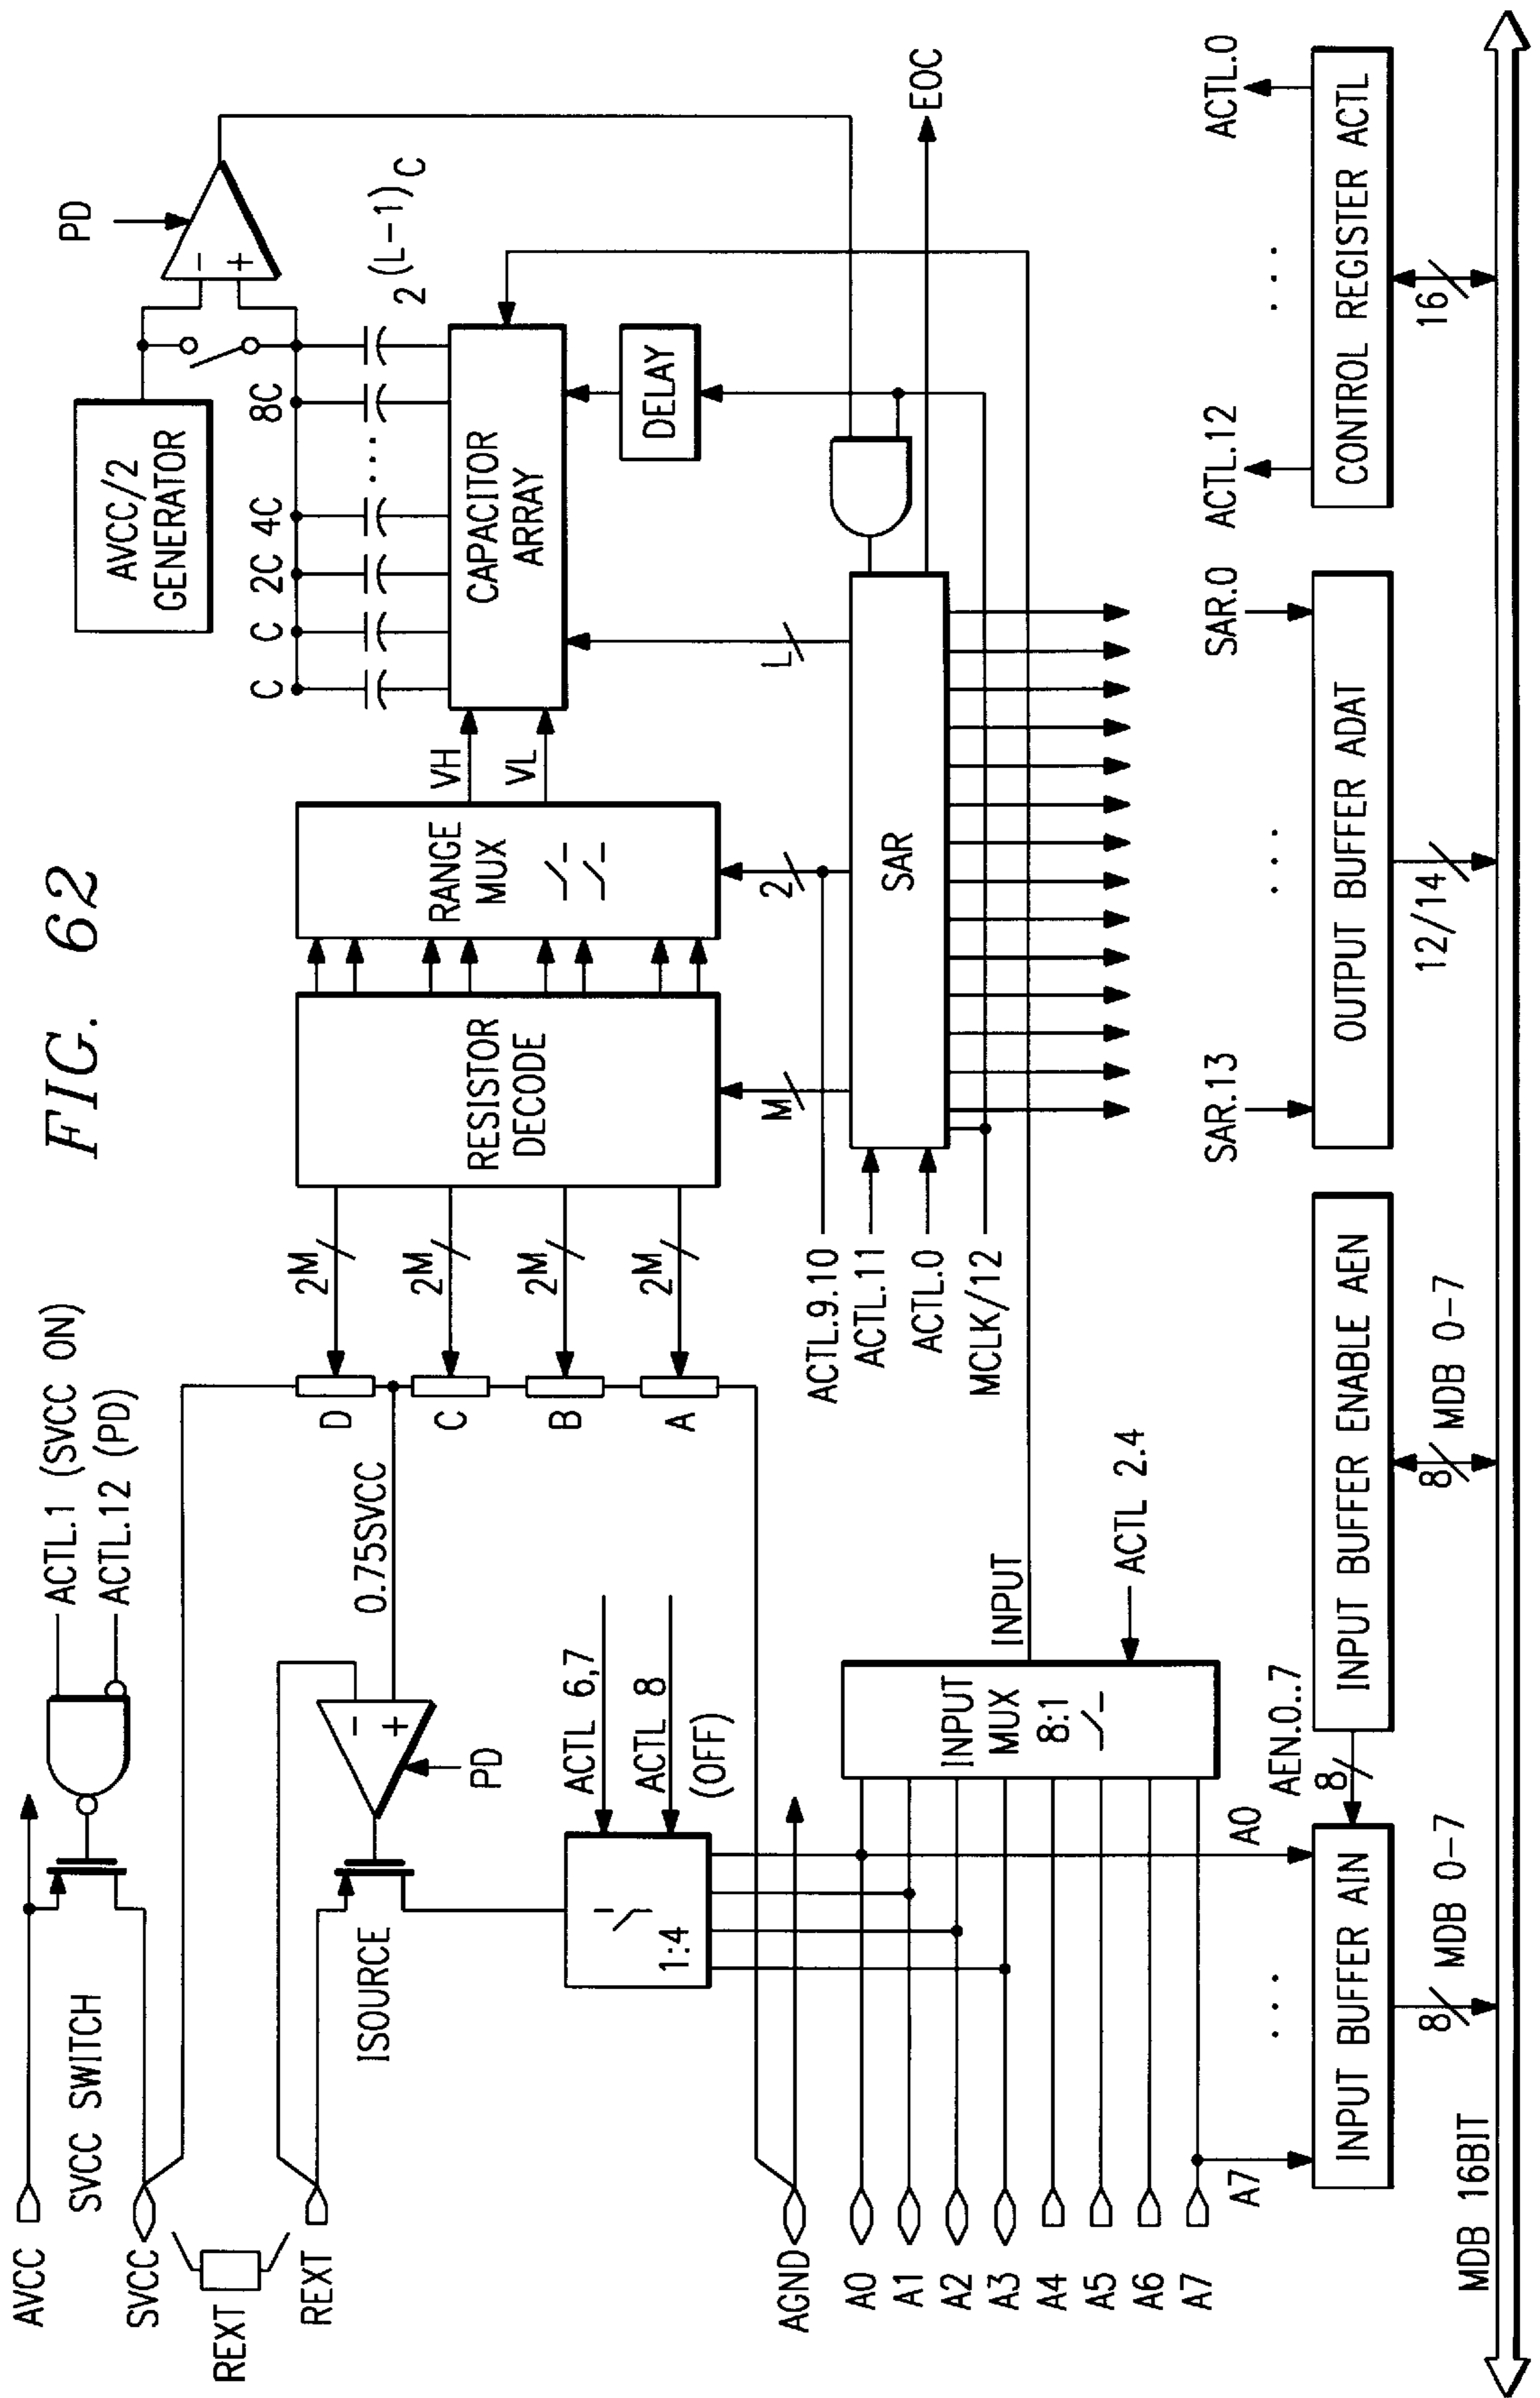 FIG. 62
AVCC
SVCC SWITCH
SVCC
REXT
REXT
ACTL.1 (SVCC ON)
ACTL.12 (PD)
ISOURCE
PD
0.75SVCC
D
C
B
A
2M
2M
2M
2M
RESISTOR
DECODE
RANGE
MUX
VH
VL
AVCC/2
GENERATOR
PD
-
+
-
+
C
C
2C
4C
8C
2 (L-1) C
CAPACITOR
ARRAY
DELAY
ACTL 6,7
ACTL 8
(OFF)
1:4
AGND
A0
A1
A2
A3
A4
A5
A6
A7
INPUT
MUX
8:1
INPUT
ACTL 2.4
ACTL.9.10
ACTL.11
ACTL.0
MCLK/12
M
2
L
SAR
EOC
A7
A0
AEN.0..7
8
INPUT BUFFER AIN
INPUT BUFFER ENABLE AEN
SAR.13
SAR.0
OUTPUT BUFFER ADAT
ACTL.12
ACTL.0
CONTROL REGISTER ACTL
8 MDB 0-7
8 MDB 0-7
12/14
16
MDB 16BIT